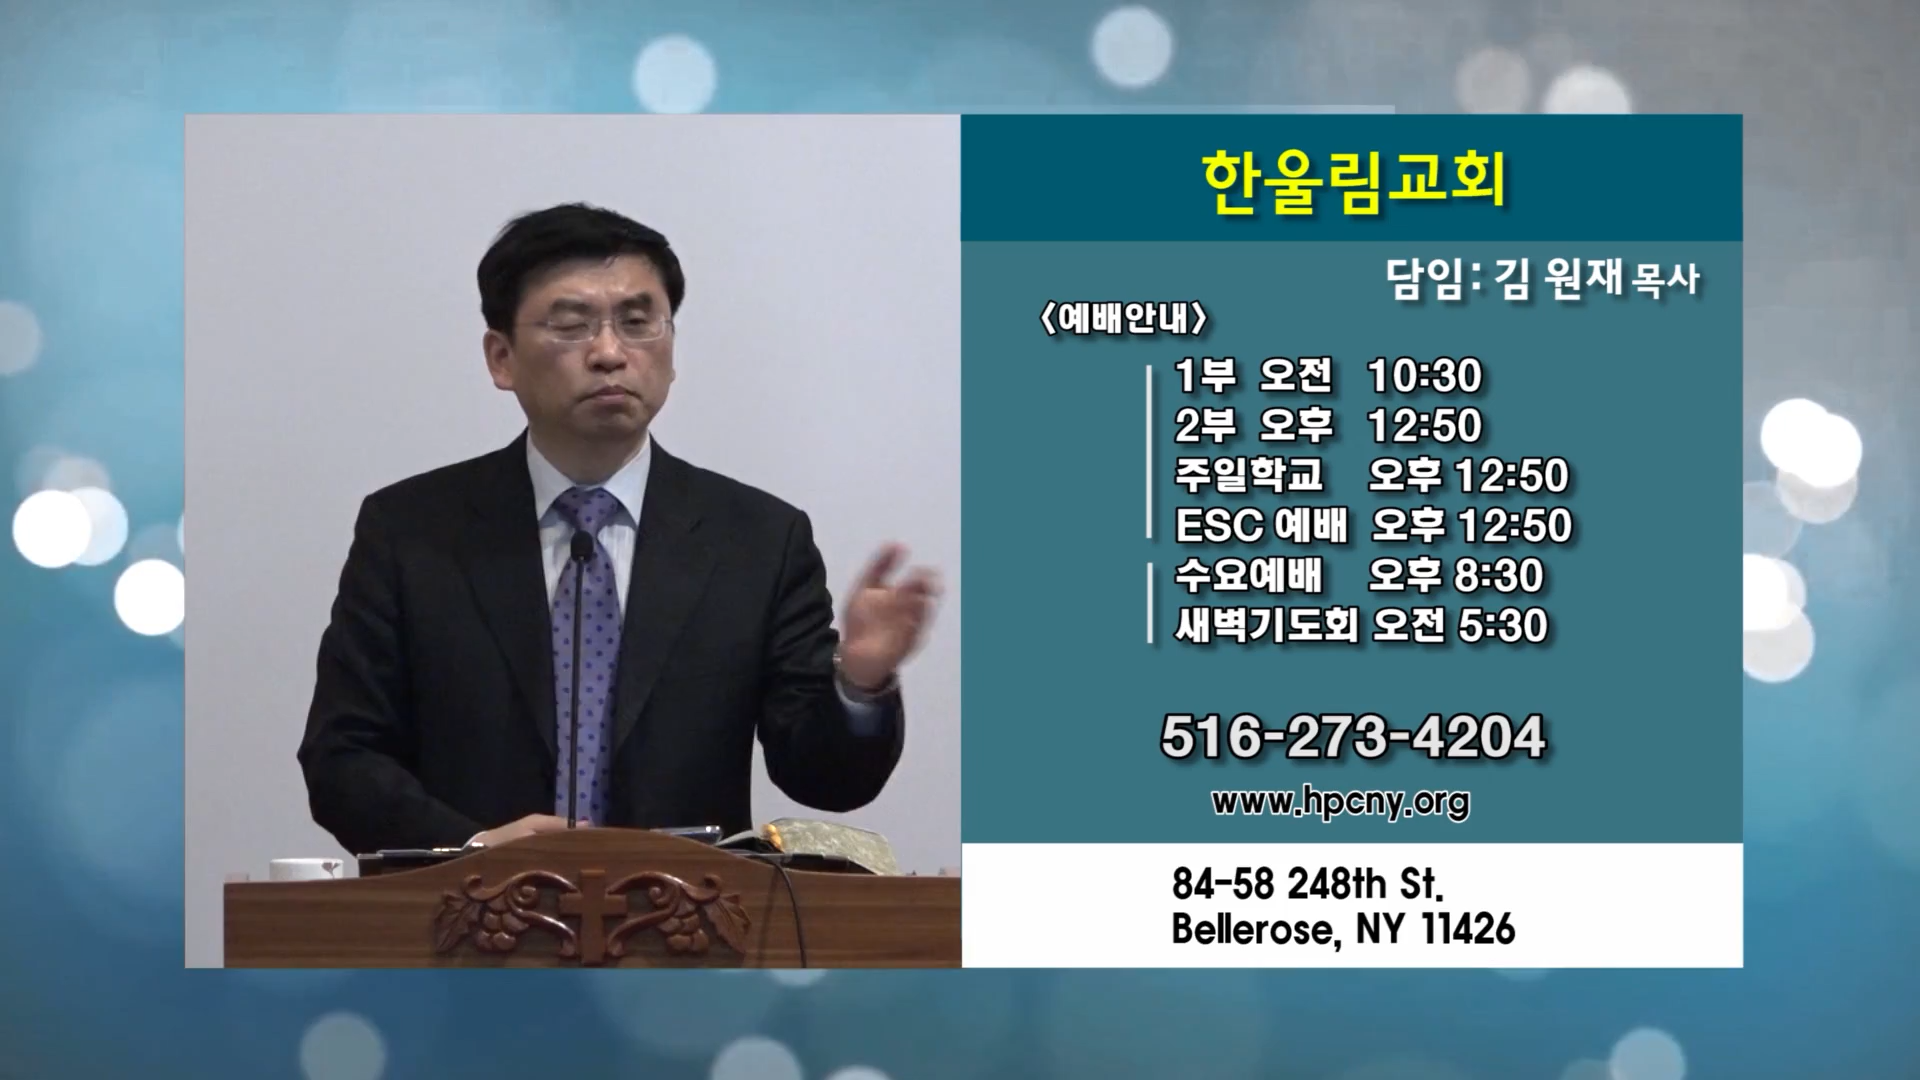 한울림교회
담임: 김 원재 목사
<예배안내>
1부 오전 10:30
2부 오후 12:50
주일학교 오후 12:50
ESC 예배 오후 12:50
수요예배 오후 8:30
새벽기도회 오전 5:30
516-273-4204
www.hpcny.org
84-58 248th St.
Bellerose, NY 11426